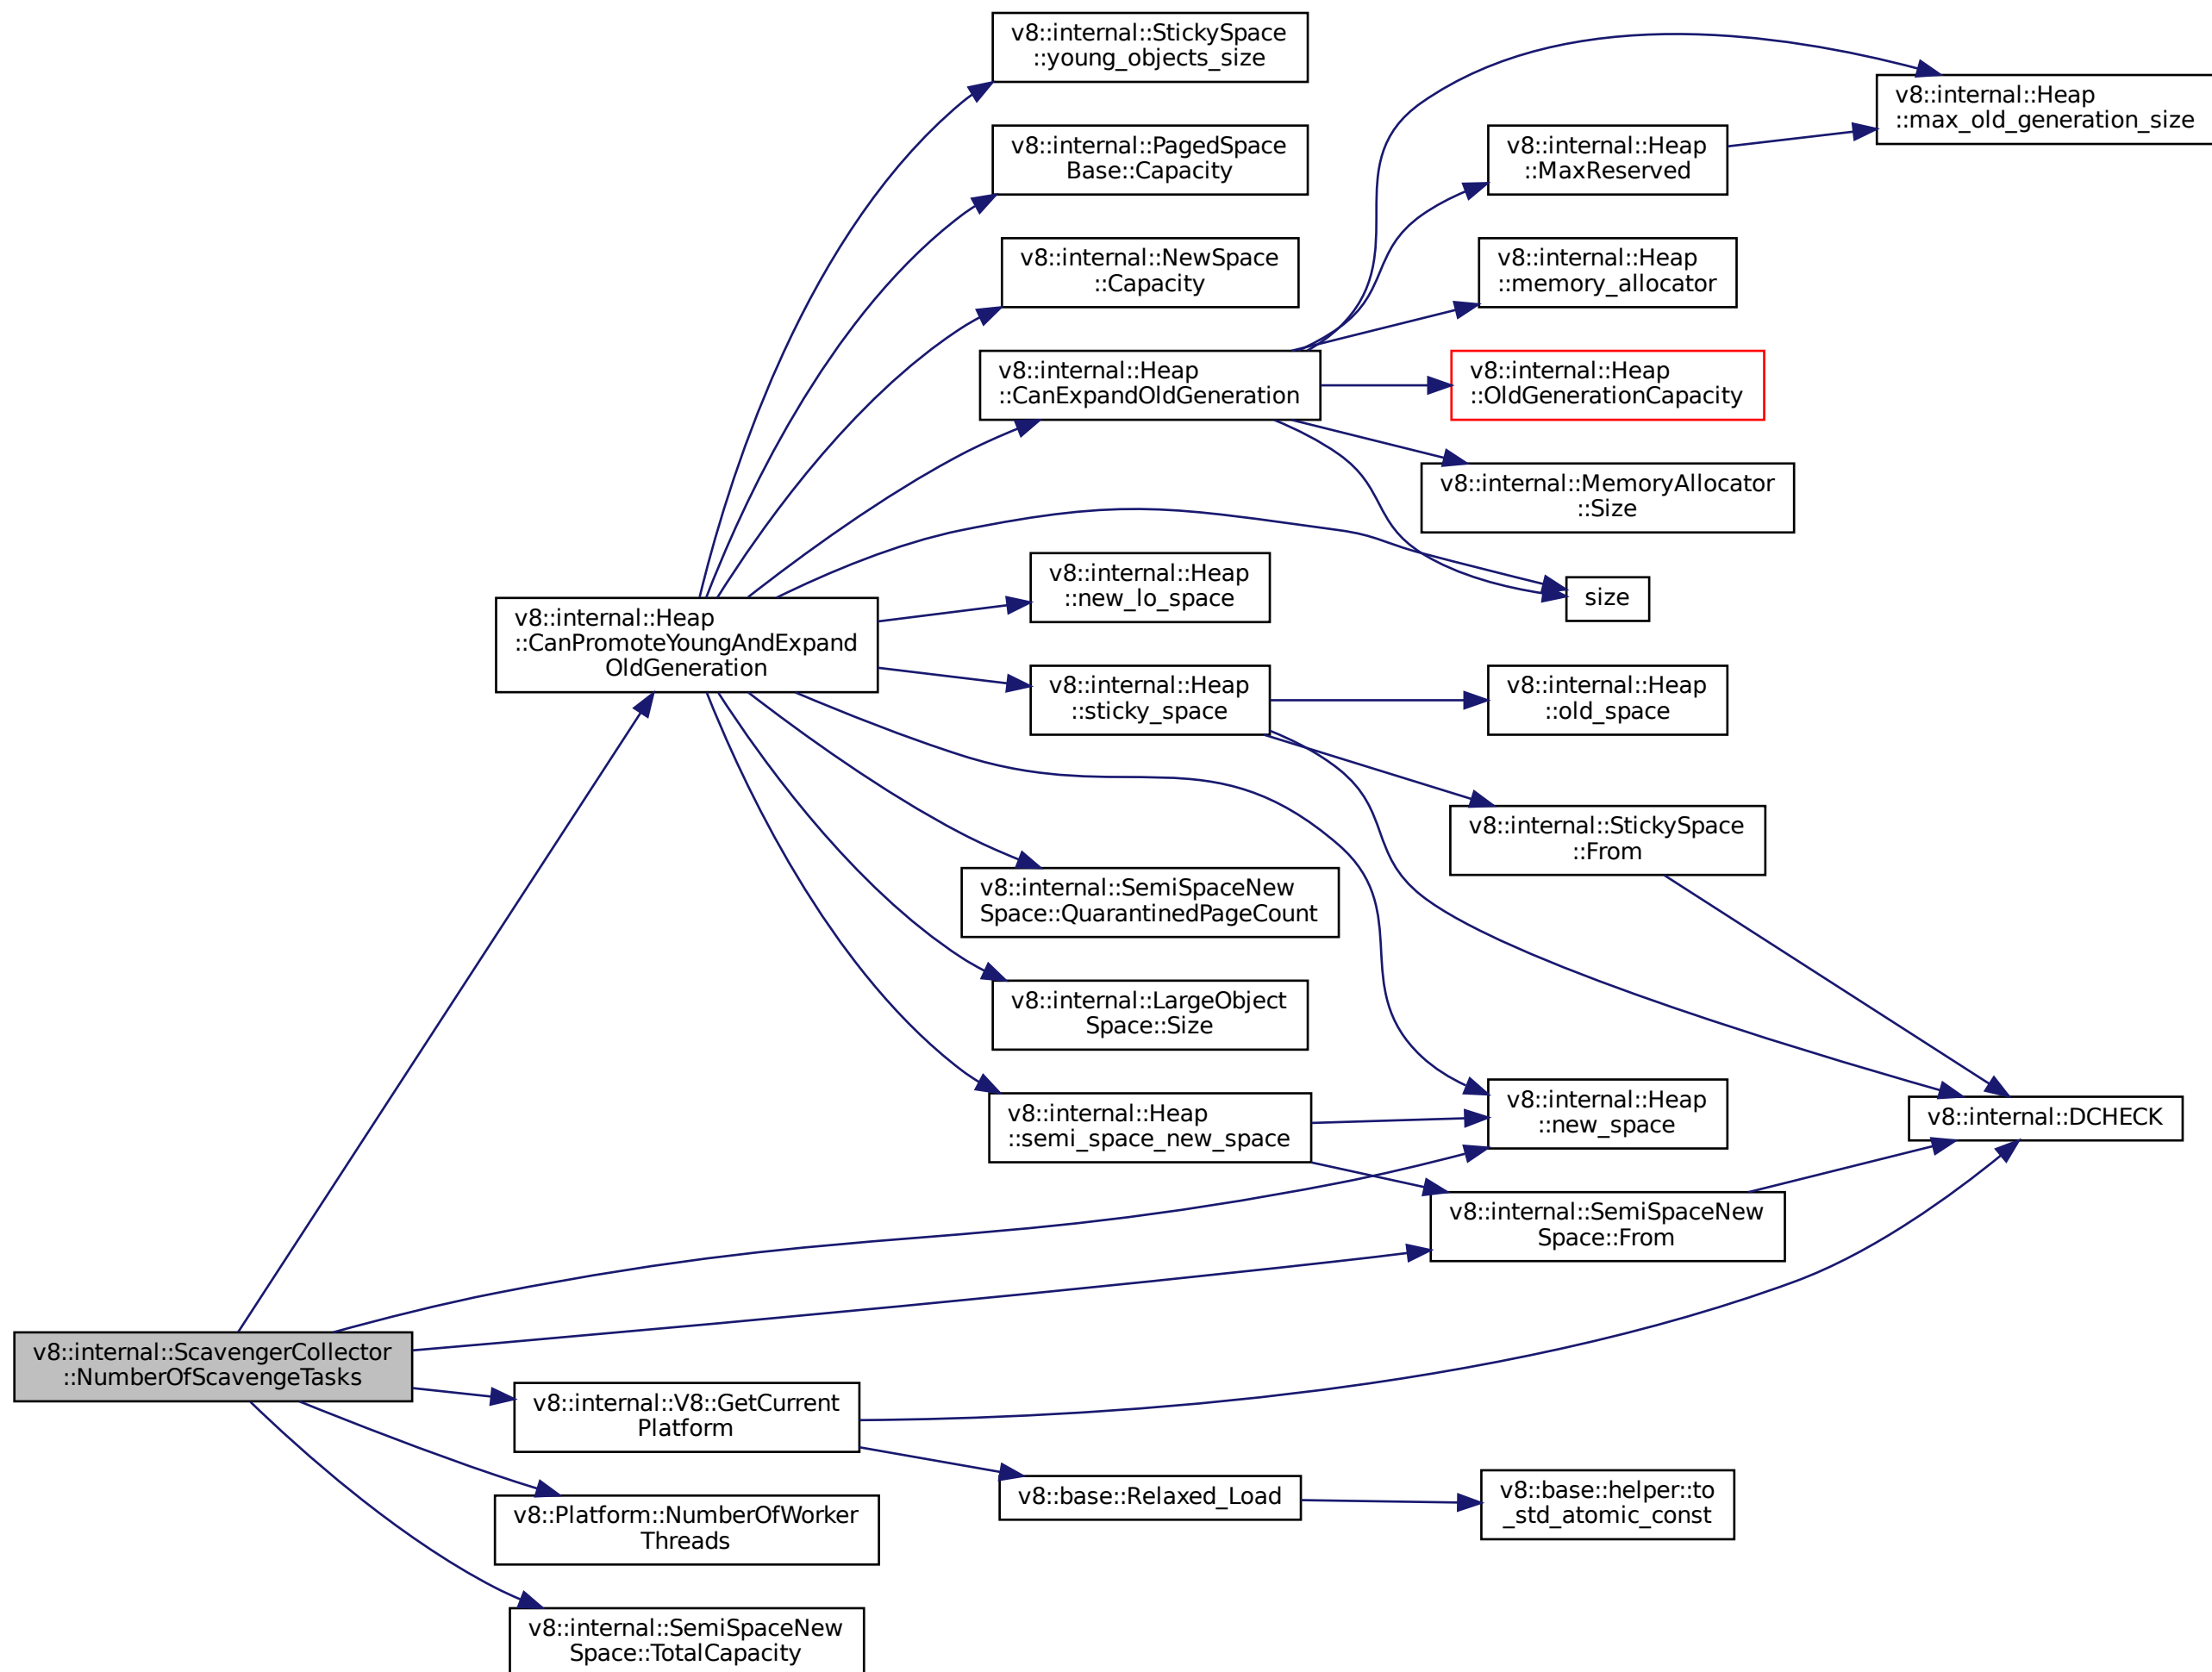 v8::internal::StickySpace
::young_objects_size
v8::internal::PagedSpace
Base::Capacity
v8::internal::NewSpace
::Capacity
v8::internal::Heap
::CanExpandOldGeneration
v8::internal::Heap
::max_old_generation_size
v8::internal::Heap
::MaxReserved
v8::internal::Heap
::memory_allocator
v8::internal::Heap
::OldGenerationCapacity
v8::internal::MemoryAllocator
::Size
size
v8::internal::Heap
::new_lo_space
v8::internal::Heap
::CanPromoteYoungAndExpand
OldGeneration
v8::internal::Heap
::sticky_space
v8::internal::Heap
::old_space
v8::internal::StickySpace
::From
v8::internal::SemiSpaceNew
Space::QuarantinedPageCount
v8::internal::LargeObject
Space::Size
v8::internal::Heap
::semi_space_new_space
v8::internal::Heap
::new_space
v8::internal::DCHECK
v8::internal::SemiSpaceNew
Space::From
v8::internal::ScavengerCollector
::NumberOfScavengeTasks
v8::internal::V8::GetCurrent
Platform
v8::base::Relaxed_Load
v8::base::helper::to
_std_atomic_const
v8::Platform::NumberOfWorker
Threads
v8::internal::SemiSpaceNew
Space::TotalCapacity